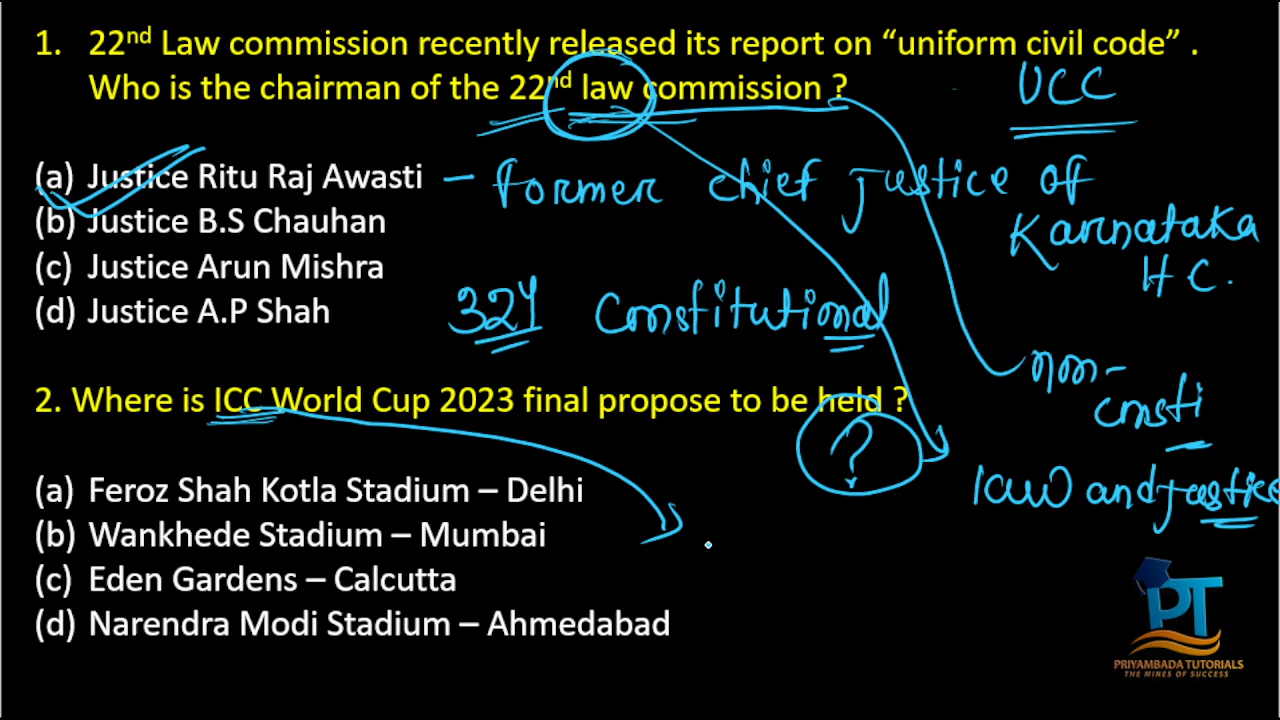 1. 22nd Law commission recently released its report on “uniform civil code” .
Who is the chairman of the 22nd law commission ?
UCC
(a) Justice Ritu Raj Awasti - Former chief Justice of
Karnataka
H C.
(b) Justice B.S Chauhan
(c) Justice Arun Mishra
(d) Justice A.P Shah
324 Constitutional
non-
consti
2. Where is ICC World Cup 2023 final propose to be held ?
?
law and justice
(a) Feroz Shah Kotla Stadium – Delhi
(b) Wankhede Stadium – Mumbai
(c) Eden Gardens – Calcutta
(d) Narendra Modi Stadium – Ahmedabad
PT
PRIYAMBADA TUTORIALS
THE MINES OF SUCCESS